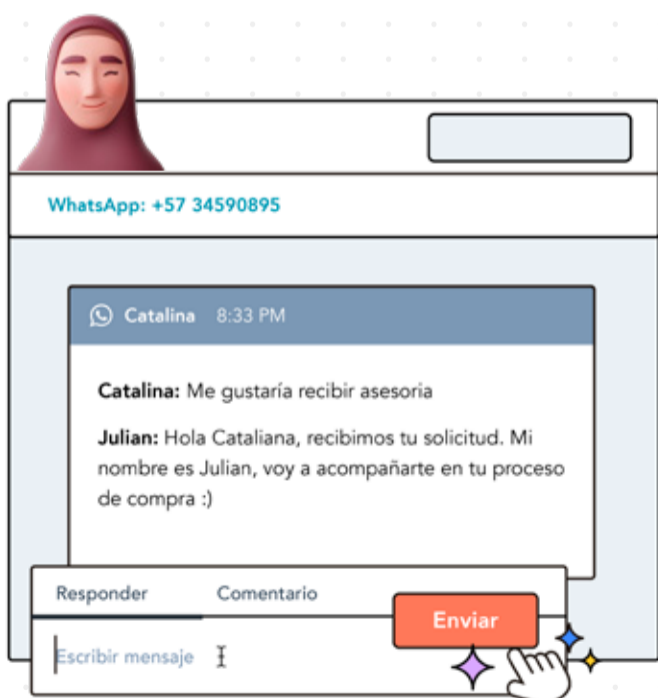 WhatsApp: +57 34590895
Catalina 8:33 PM
Catalina: Me gustaría recibir asesoria
Julian: Hola Cataliana, recibimos tu solicitud. Mi
nombre es Julian, voy a acompañarte en tu proceso
de compra :)
Responder Comentario
Enviar
Escribir mensaje